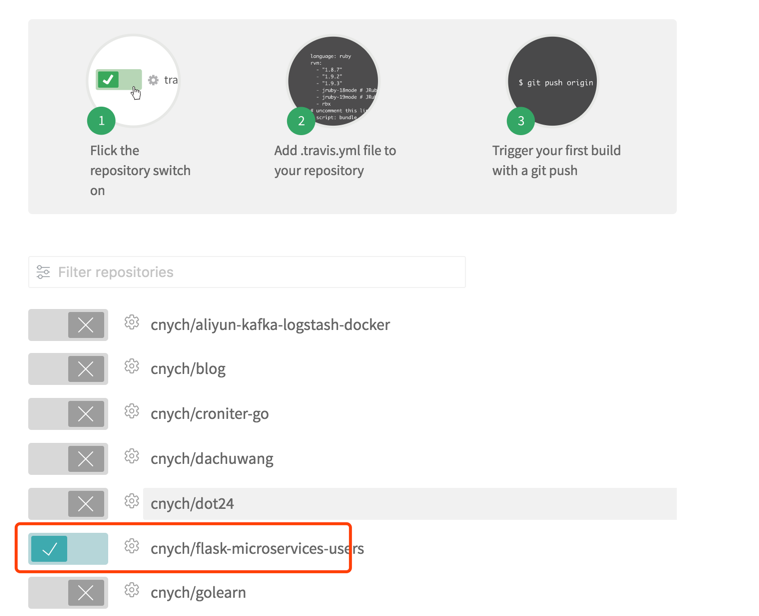 tra
language: ruby
rvm:
- "1.8.7"
- "1.9.2"
- "1.9.3"
- jruby-18mode # JRub
- jruby-19mode # JRu
- rbx
# uncomment this li
script: bundle
$ git push origin
1
2
3
Flick the
repository switch
on
Add .travis.yml file to
your repository
Trigger your first build
with a git push
Filter repositories
cnych/aliyun-kafka-logstash-docker
cnych/blog
cnych/croniter-go
cnych/dachuwang
cnych/dot24
cnych/flask-microservices-users
cnych/golearn